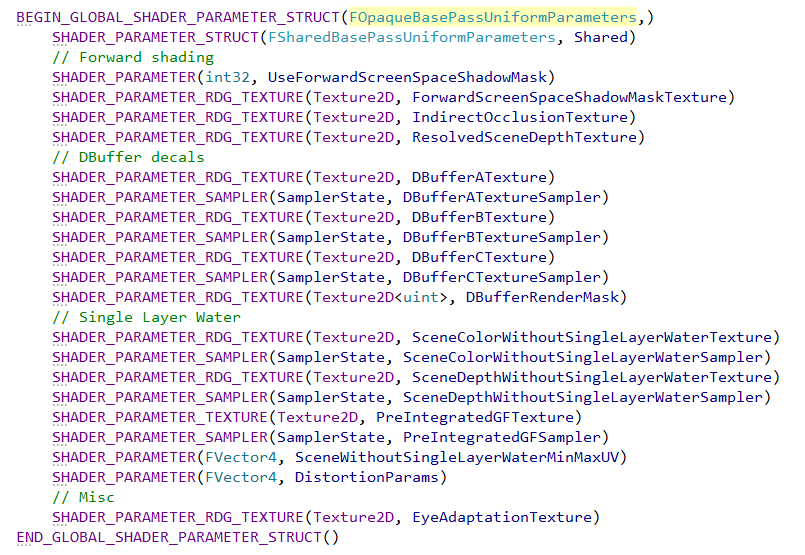 BEGIN_GLOBAL_SHADER_PARAMETER_STRUCT(FOpaqueBasePassUniformParameters,)
    SHADER_PARAMETER_STRUCT(FSharedBasePassUniformParameters, Shared)
    // Forward shading
    SHADER_PARAMETER(int32, UseForwardScreenSpaceShadowMask)
    SHADER_PARAMETER_RDG_TEXTURE(Texture2D, ForwardScreenSpaceShadowMaskTexture)
    SHADER_PARAMETER_RDG_TEXTURE(Texture2D, IndirectOcclusionTexture)
    SHADER_PARAMETER_RDG_TEXTURE(Texture2D, ResolvedSceneDepthTexture)
    // DBuffer decals
    SHADER_PARAMETER_RDG_TEXTURE(Texture2D, DBufferATexture)
    SHADER_PARAMETER_SAMPLER(SamplerState, DBufferATextureSampler)
    SHADER_PARAMETER_RDG_TEXTURE(Texture2D, DBufferBTexture)
    SHADER_PARAMETER_SAMPLER(SamplerState, DBufferBTextureSampler)
    SHADER_PARAMETER_RDG_TEXTURE(Texture2D, DBufferCTexture)
    SHADER_PARAMETER_SAMPLER(SamplerState, DBufferCTextureSampler)
    SHADER_PARAMETER_RDG_TEXTURE(Texture2D<uint>, DBufferRenderMask)
    // Single Layer Water
    SHADER_PARAMETER_RDG_TEXTURE(Texture2D, SceneColorWithoutSingleLayerWaterTexture)
    SHADER_PARAMETER_SAMPLER(SamplerState, SceneColorWithoutSingleLayerWaterSampler)
    SHADER_PARAMETER_RDG_TEXTURE(Texture2D, SceneDepthWithoutSingleLayerWaterTexture)
    SHADER_PARAMETER_SAMPLER(SamplerState, SceneDepthWithoutSingleLayerWaterSampler)
    SHADER_PARAMETER_TEXTURE(Texture2D, PreIntegratedGFTexture)
    SHADER_PARAMETER_SAMPLER(SamplerState, PreIntegratedGFSampler)
    SHADER_PARAMETER(FVector4, SceneWithoutSingleLayerWaterMinMaxUV)
    SHADER_PARAMETER(FVector4, DistortionParams)
    // Misc
    SHADER_PARAMETER_RDG_TEXTURE(Texture2D, EyeAdaptationTexture)
END_GLOBAL_SHADER_PARAMETER_STRUCT()